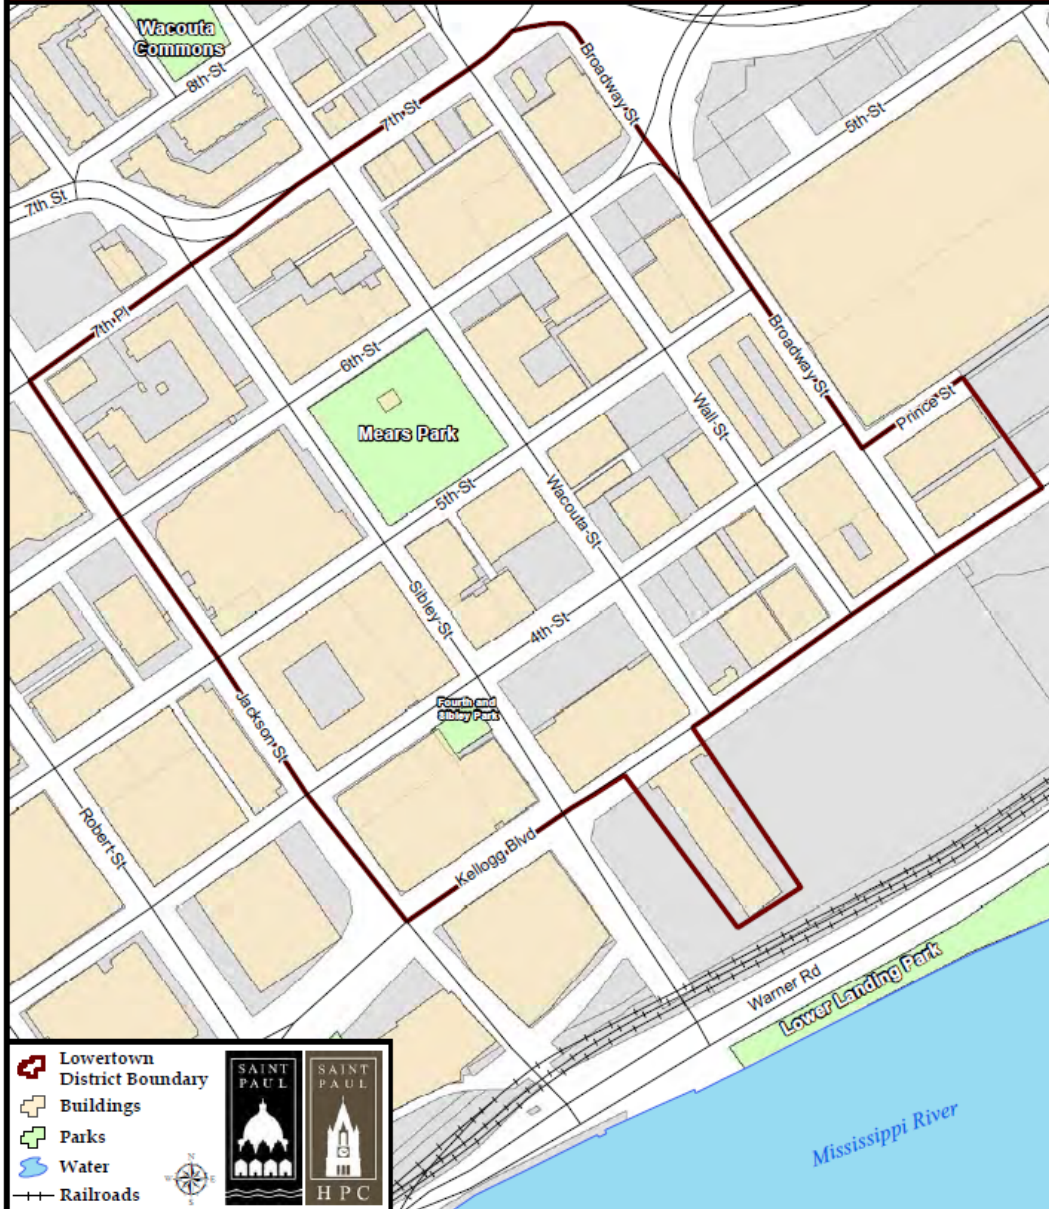 Wacouta
Commons
8th St
7th St
Broadway St
5th St
7th St
7th Pl
6th St
Mears Park
5th St
Wacouta St
Wall St
Broadway St
Prince St
Sibley St
4th St
Fourth and
Sibley Park
Jackson St
Robert St
Kellogg Blvd
Warner Rd
Lower Landing Park
Mississippi River
Lowertown
District Boundary
Buildings
Parks
Water
Railroads
N
W
E
S
SAINT
PAUL
SAINT
PAUL
HPC